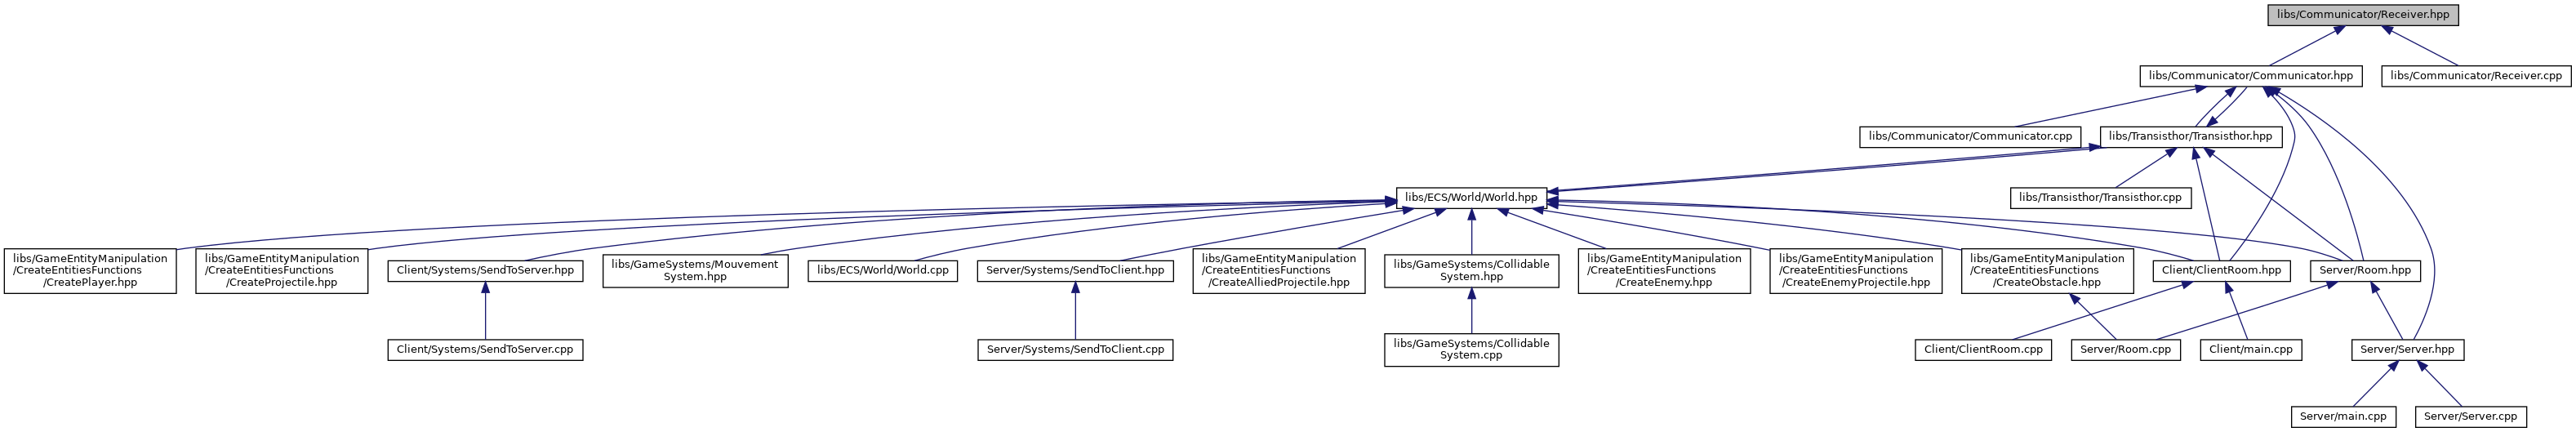 libs/Communicator/Receiver.hpp
libs/Communicator/Communicator.hpp
libs/Communicator/Receiver.cpp
libs/Communicator/Communicator.cpp
libs/Transisthor/Transisthor.hpp
libs/ECS/World/World.hpp
libs/Transisthor/Transisthor.cpp
libs/GameEntityManipulation
/CreateEntitiesFunctions
/CreatePlayer.hpp
libs/GameEntityManipulation
/CreateEntitiesFunctions
/CreateProjectile.hpp
Client/Systems/SendToServer.hpp
libs/GameSystems/Mouvement
System.hpp
libs/ECS/World/World.cpp
Server/Systems/SendToClient.hpp
libs/GameEntityManipulation
/CreateEntitiesFunctions
/CreateAlliedProjectile.hpp
libs/GameSystems/Collidable
System.hpp
libs/GameEntityManipulation
/CreateEntitiesFunctions
/CreateEnemy.hpp
libs/GameEntityManipulation
/CreateEntitiesFunctions
/CreateEnemyProjectile.hpp
libs/GameEntityManipulation
/CreateEntitiesFunctions
/CreateObstacle.hpp
Client/ClientRoom.hpp
Server/Room.hpp
Client/Systems/SendToServer.cpp
Server/Systems/SendToClient.cpp
libs/GameSystems/Collidable
System.cpp
Client/ClientRoom.cpp
Server/Room.cpp
Client/main.cpp
Server/Server.hpp
Server/main.cpp
Server/Server.cpp